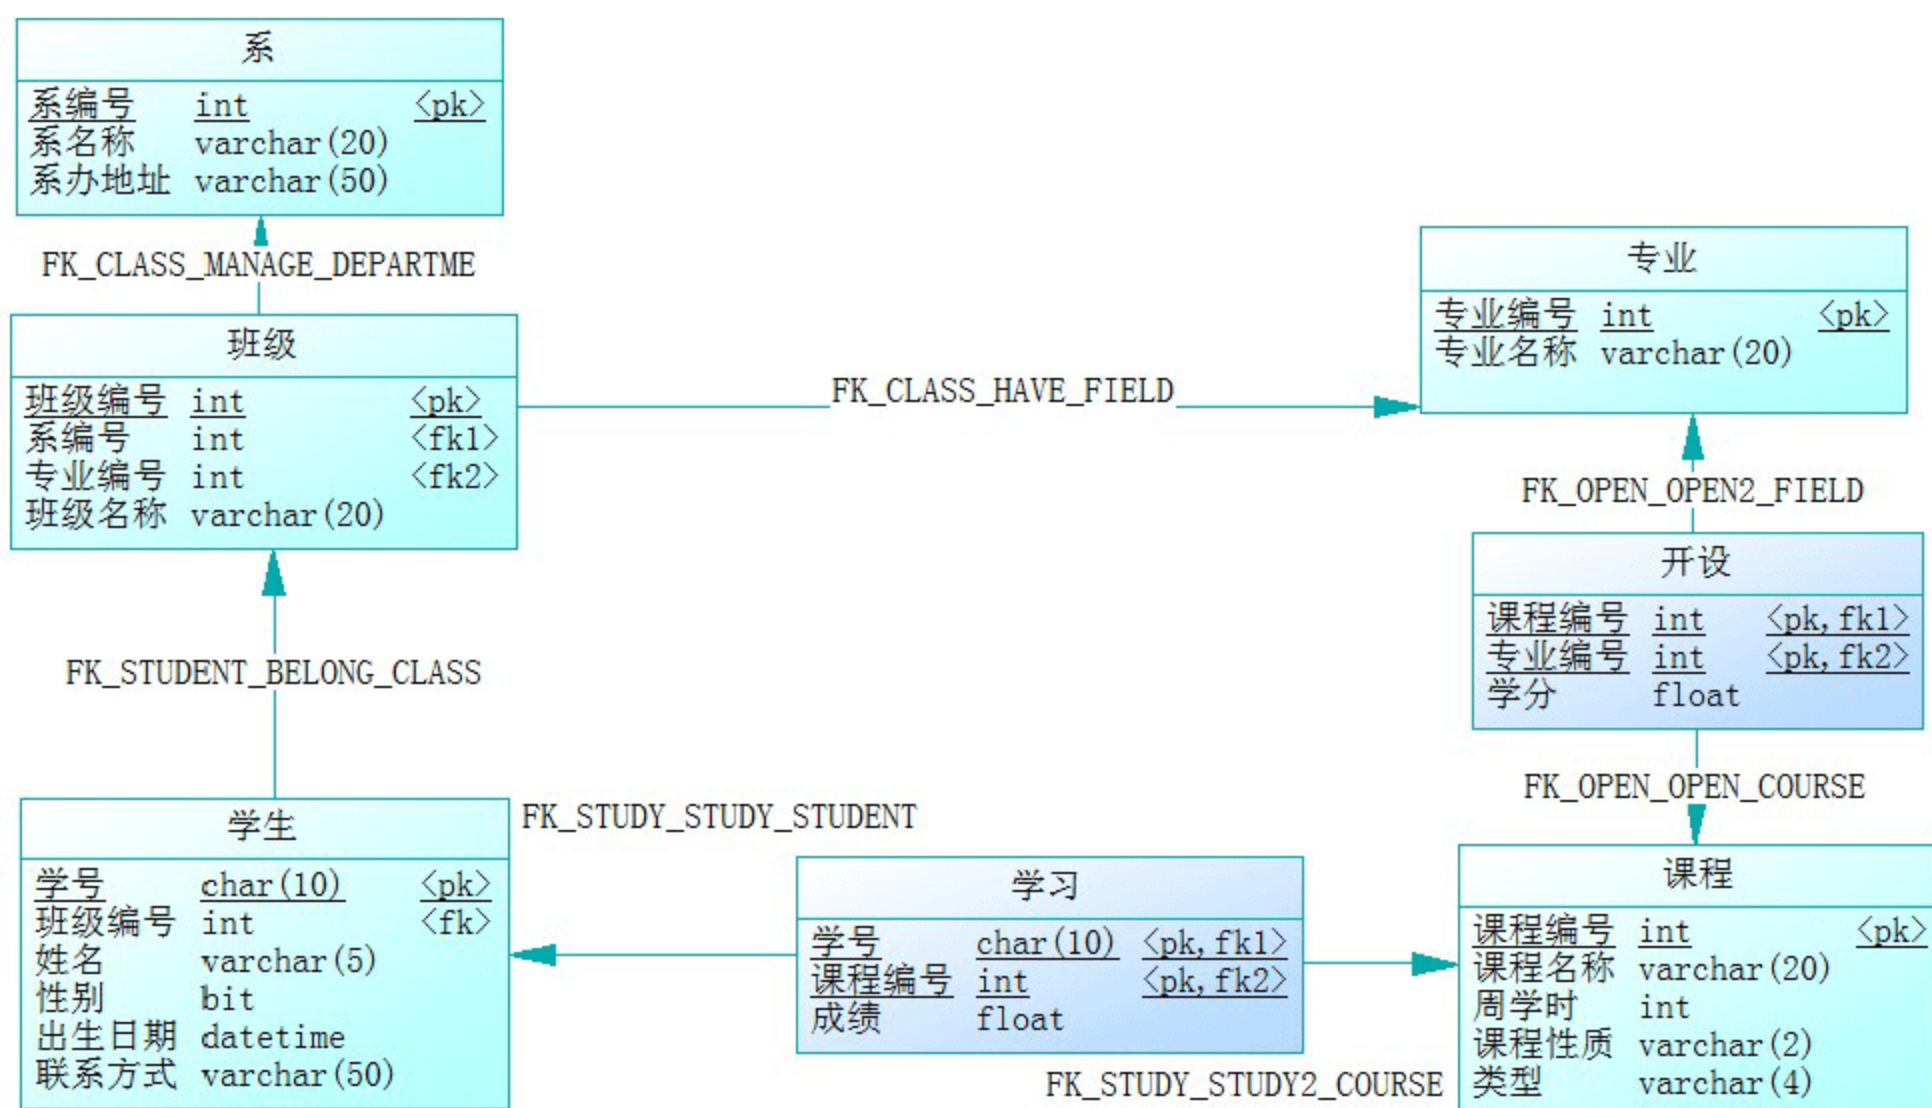 系
系编号 int <pk>
系名称 varchar(20)
系办地址 varchar(50)
FK_CLASS_MANAGE_DEPARTME
班级
班级编号 int <pk>
系编号 int <fk1>
专业编号 int <fk2>
班级名称 varchar(20)
FK_CLASS_HAVE_FIELD
专业
专业编号 int <pk>
专业名称 varchar(20)
FK_OPEN_OPEN2_FIELD
开设
课程编号 int <pk,fk1>
专业编号 int <pk,fk2>
学分 float
FK_OPEN_OPEN_COURSE
FK_STUDENT_BELONG_CLASS
学生
学号 char(10) <pk>
班级编号 int <fk>
姓名 varchar(5)
性别 bit
出生日期 datetime
联系方式 varchar(50)
FK_STUDY_STUDY_STUDENT
学习
学号 char(10) <pk,fk1>
课程编号 int <pk,fk2>
成绩 float
FK_STUDY_STUDY2_COURSE
课程
课程编号 int <pk>
课程名称 varchar(20)
周学时 int
课程性质 varchar(2)
类型 varchar(4)